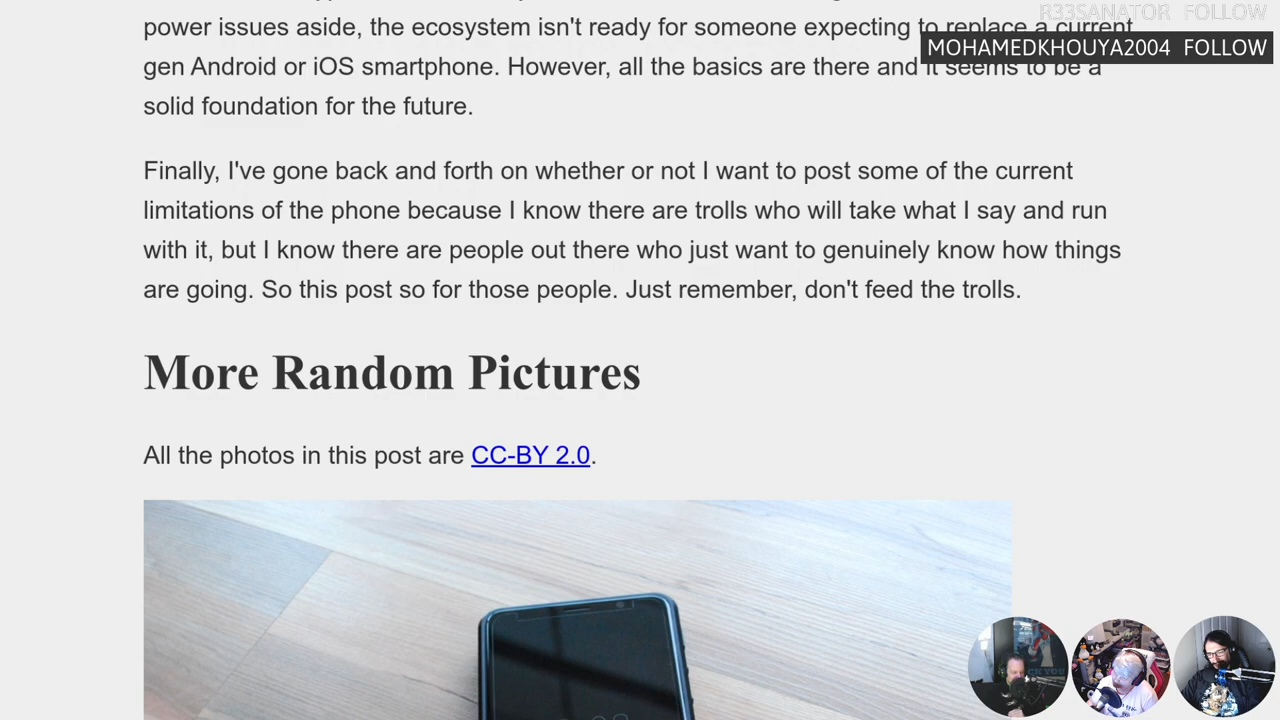 R33SANATOR FOLLOW
MOHAMEDKHOUYA2004 FOLLOW
power issues aside, the ecosystem isn't ready for someone expecting to replace a current
gen Android or iOS smartphone. However, all the basics are there and it seems to be a
solid foundation for the future.
Finally, I've gone back and forth on whether or not I want to post some of the current
limitations of the phone because I know there are trolls who will take what I say and run
with it, but I know there are people out there who just want to genuinely know how things
are going. So this post so for those people. Just remember, don't feed the trolls.
More Random Pictures
All the photos in this post are CC-BY 2.0.